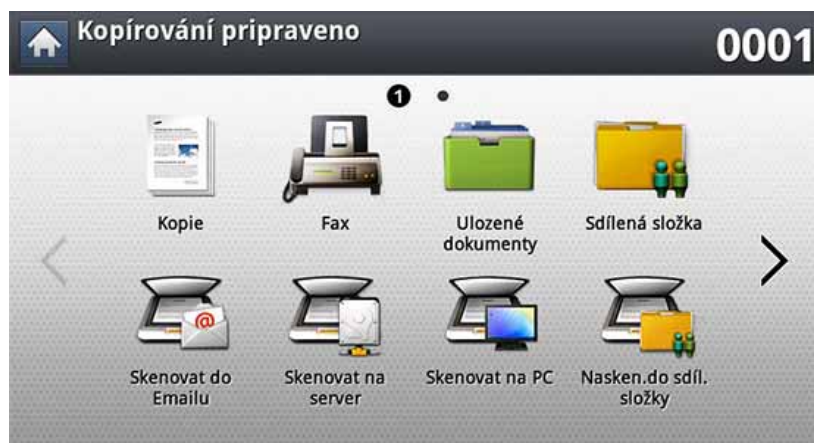 Kopírování pripraveno
0001
1
Kopie
Fax
Ulozené
dokumenty
Sdílená složka
@
Skenovat do
Emailu
Skenovat na
server
Skenovat na PC
Nasken.do sdíl.
složky